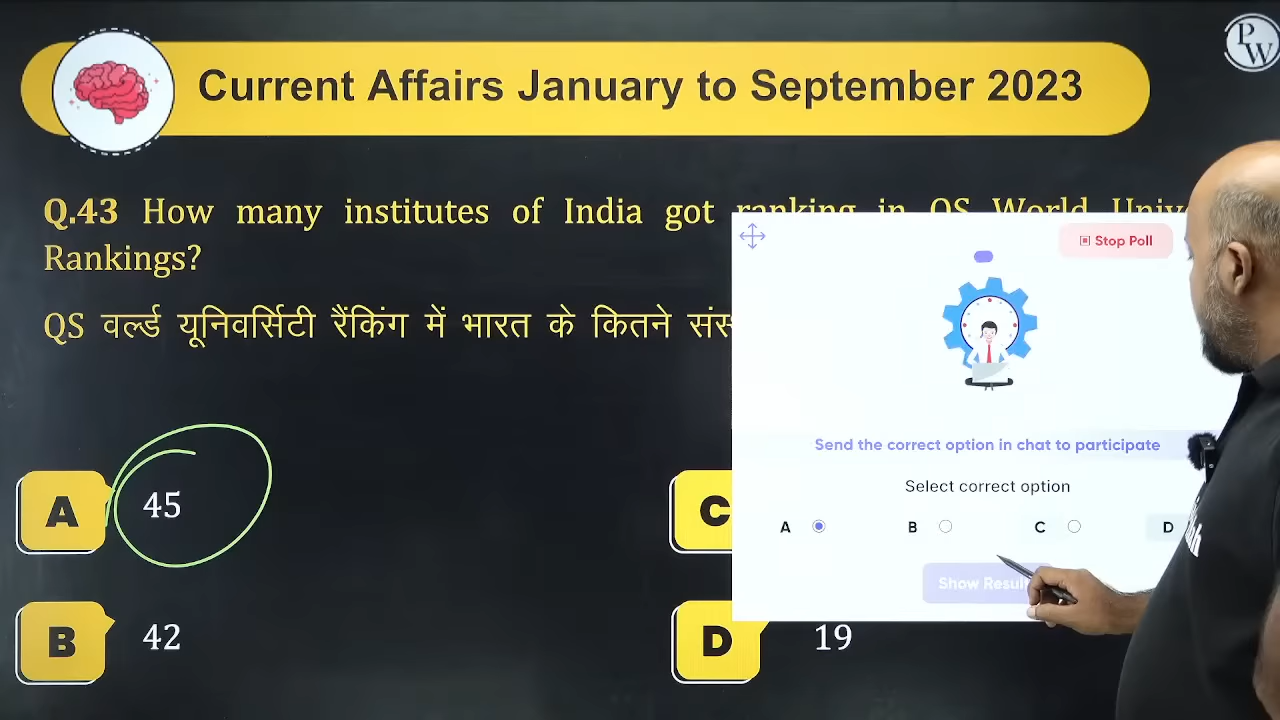 Current Affairs January to September 2023
PW
Q.43 How many institutes of India got ranking in QS World
Rankings?
QS वर्ल्ड यूनिवर्सिटी रैंकिंग में भारत के कितने
Stop Poll
Send the correct option in chat to participate
Select correct option
A B C D
Show
A 45
C
B 42
D 19